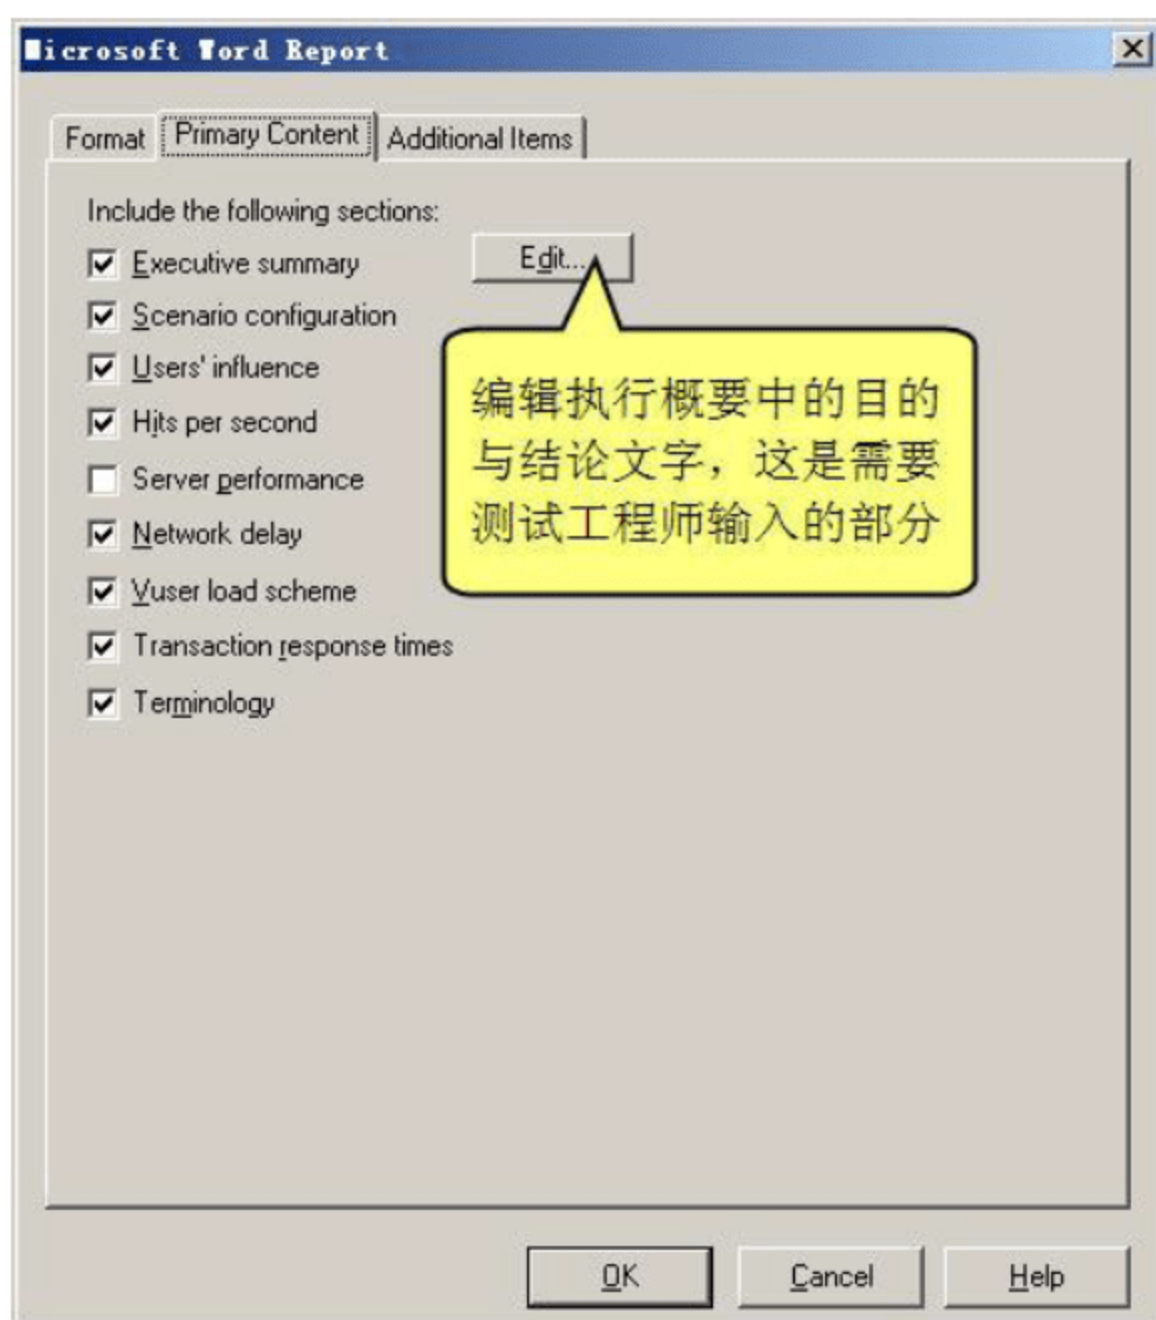 Microsoft Word Report
Format Primary Content Additional Items
Include the following sections:
Executive summary
Edit...
Scenario configuration
Users' influence
Hits per second
Server performance
Network delay
Vuser load scheme
Transaction response times
Terminology
编辑执行概要中的目的
与结论文字，这是需要
测试工程师输入的部分
OK Cancel Help